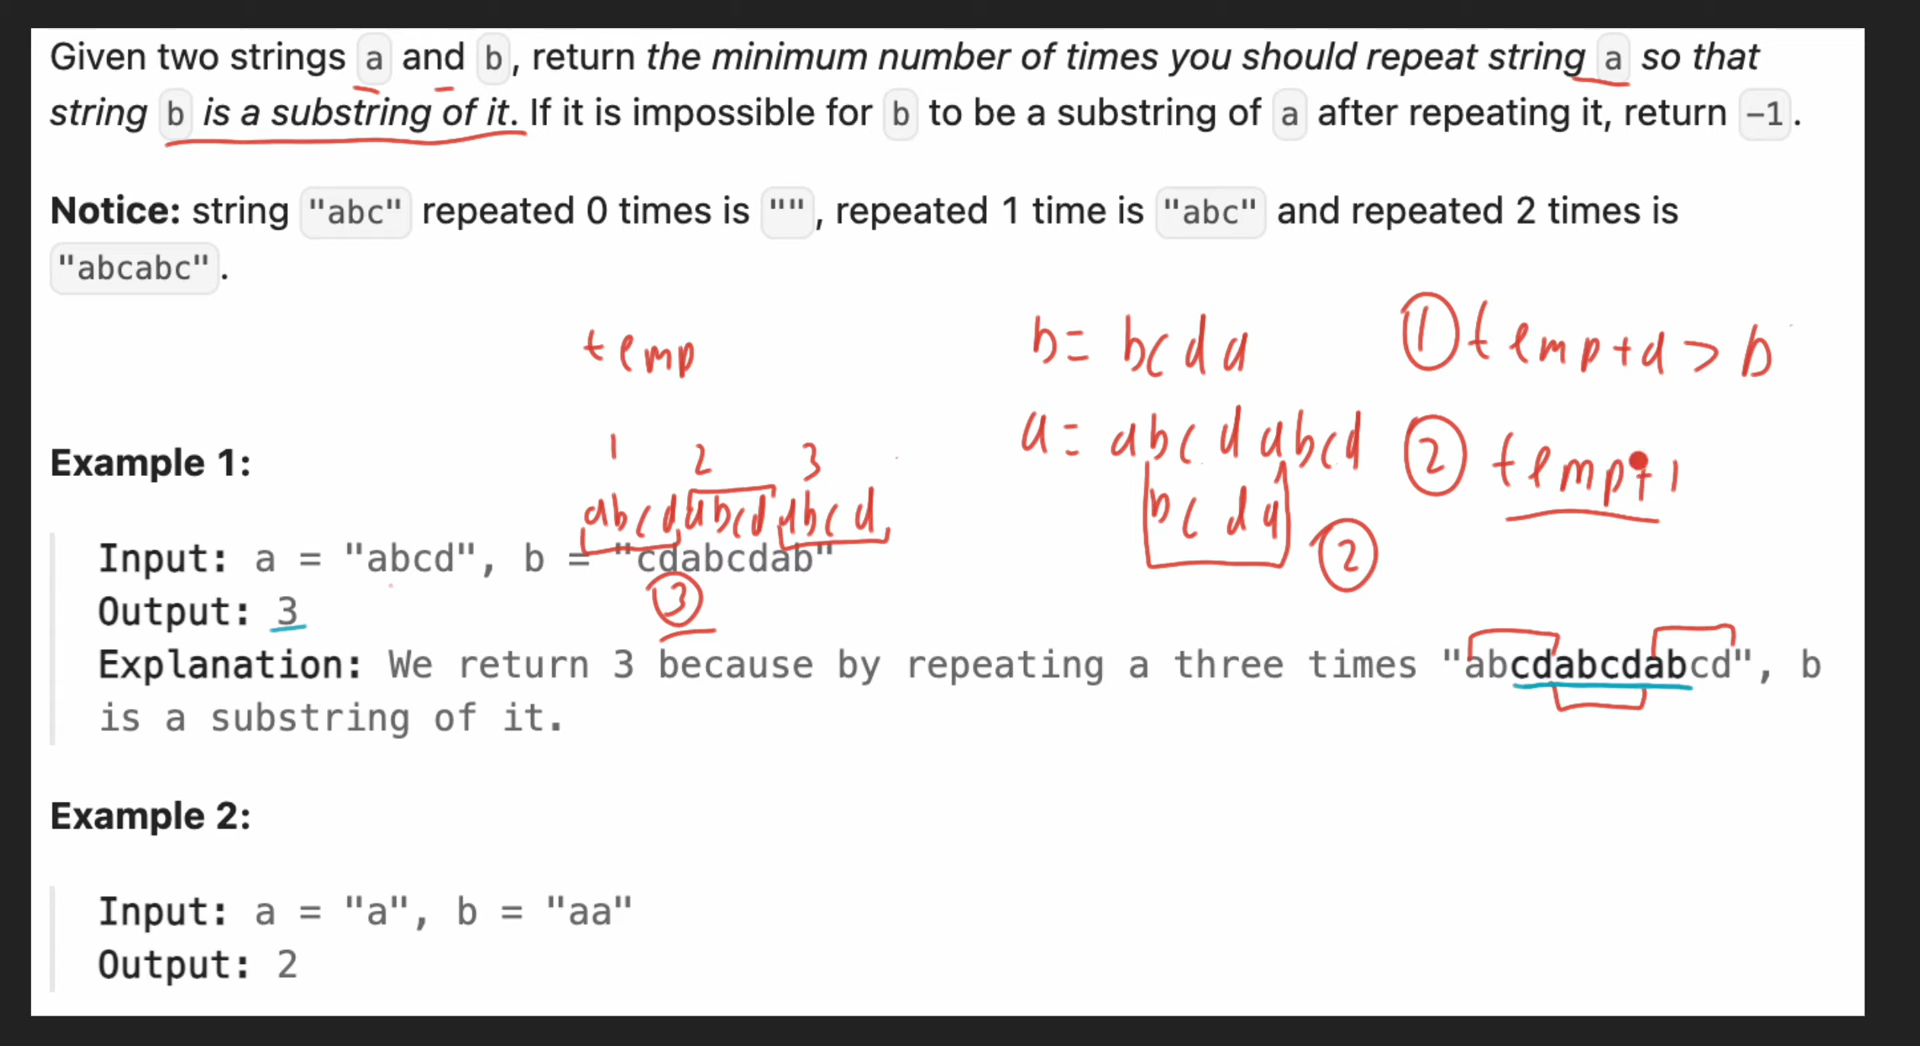 Given two strings a and b, return the minimum number of times you should repeat string a so that
string b is a substring of it. If it is impossible for b to be a substring of a after repeating it, return -1.
Notice: string "abc" repeated 0 times is "", repeated 1 time is "abc" and repeated 2 times is
"abcabc".
temp
b= bcda
① temp+a > b
1 2 3
a= abcdabcd
② temp+1
Example 1:
abcdabcdabcd
bcda
②
Input: a = "abcd", b = "cdabcdab"
③
Output: 3
Explanation: We return 3 because by repeating a three times "abcdabcdabcd", b
is a substring of it.
Example 2:
Input: a = "a", b = "aa"
Output: 2